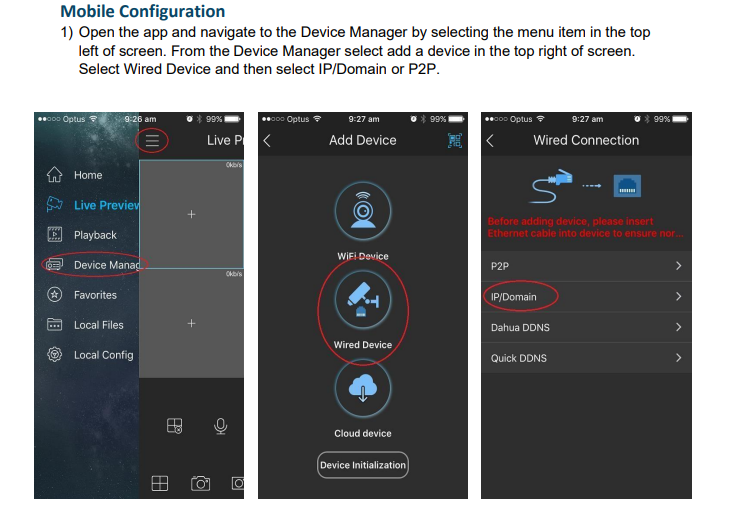 Mobile Configuration
1) Open the app and navigate to the Device Manager by selecting the menu item in the top
left of screen. From the Device Manager select add a device in the top right of screen.
Select Wired Device and then select IP/Domain or P2P.
Optus 9:26 am 99%
Live P
0kb/s
Home
Live Preview
Playback
Device Manag
0kb/s
Favorites
Local Files
Local Config
Optus 9:27 am 99%
Add Device
WiFi Device
Wired Device
Cloud device
Device Initialization
Optus 9:27 am 99%
Wired Connection
Before adding device, please insert
Ethernet cable into device to ensure nor...
P2P
IP/Domain
Dahua DDNS
Quick DDNS